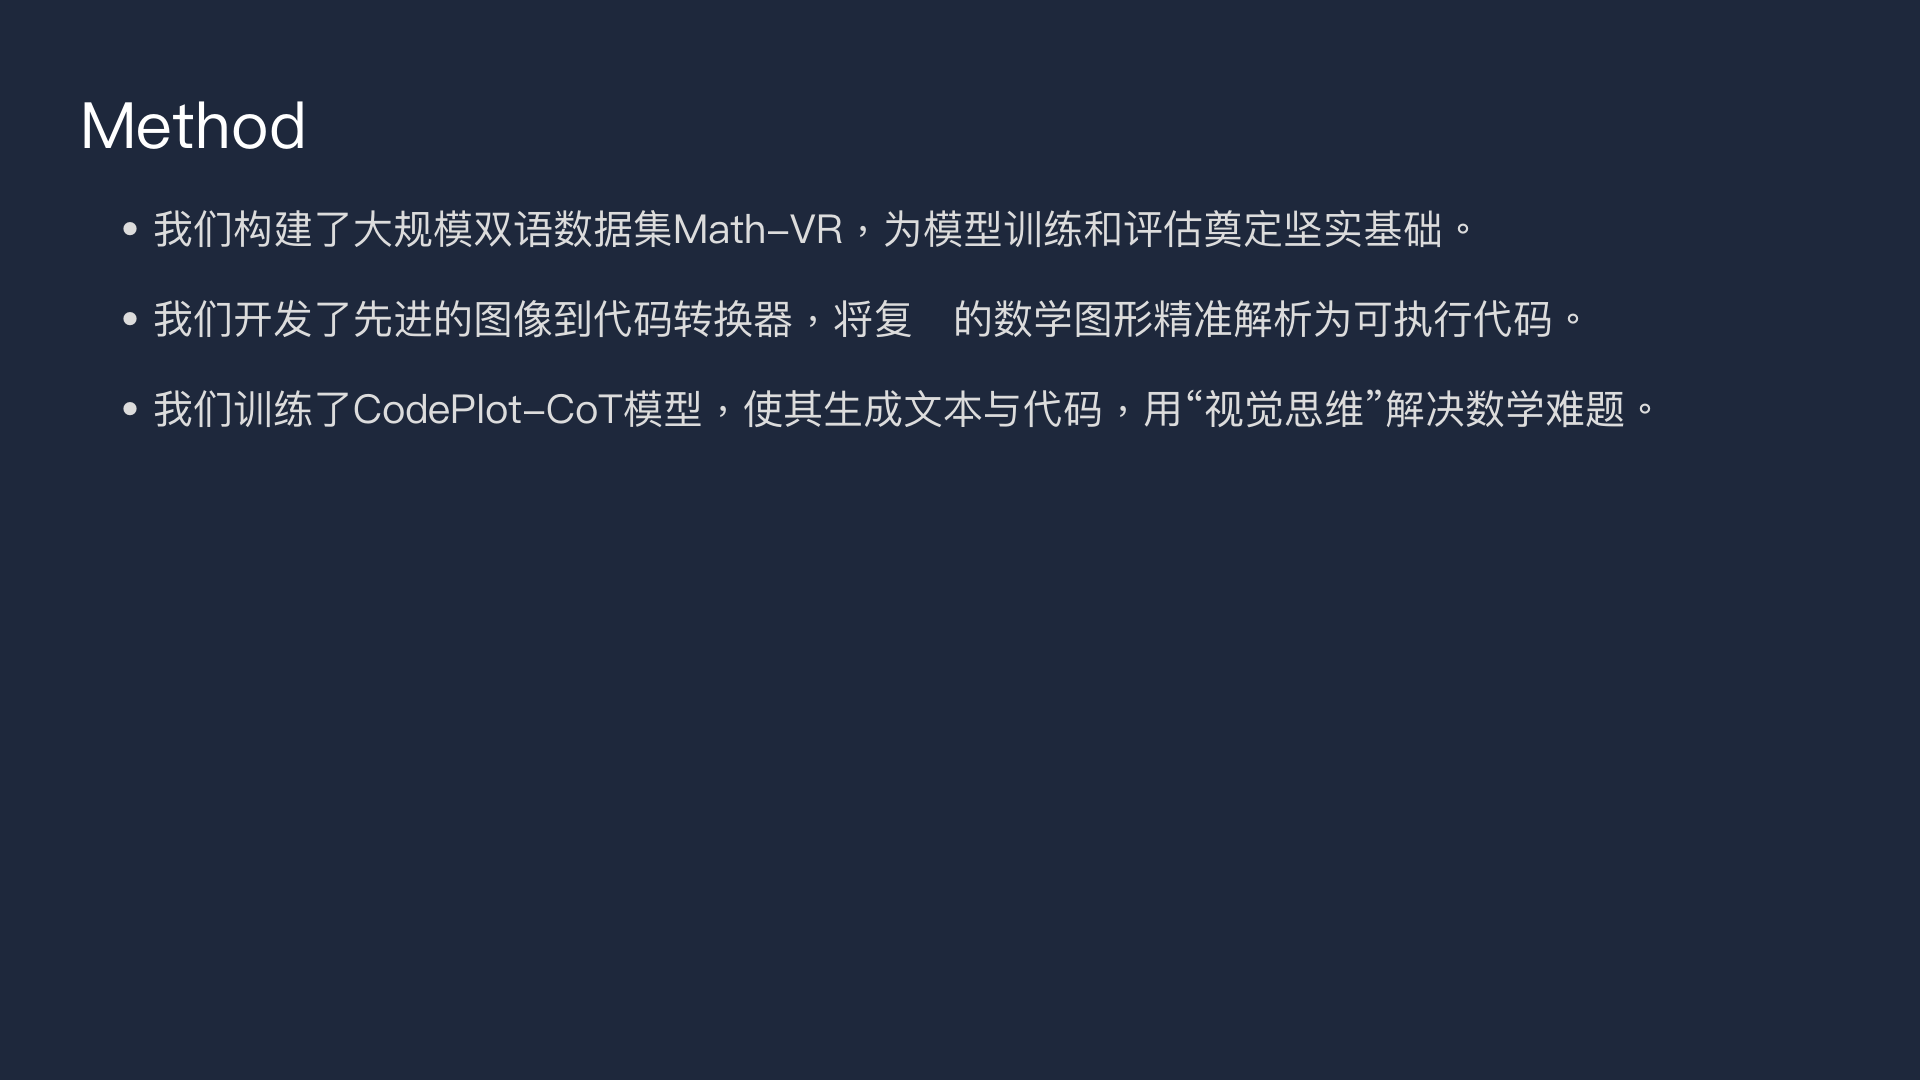 Method
• 我们构建了大规模双语数据集Math-VR，为模型训练和评估奠定坚实基础。
• 我们开发了先进的图像到代码转换器，将复 的数学图形精准解析为可执行代码。
• 我们训练了CodePlot-CoT模型，使其生成文本与代码，用“视觉思维”解决数学难题。